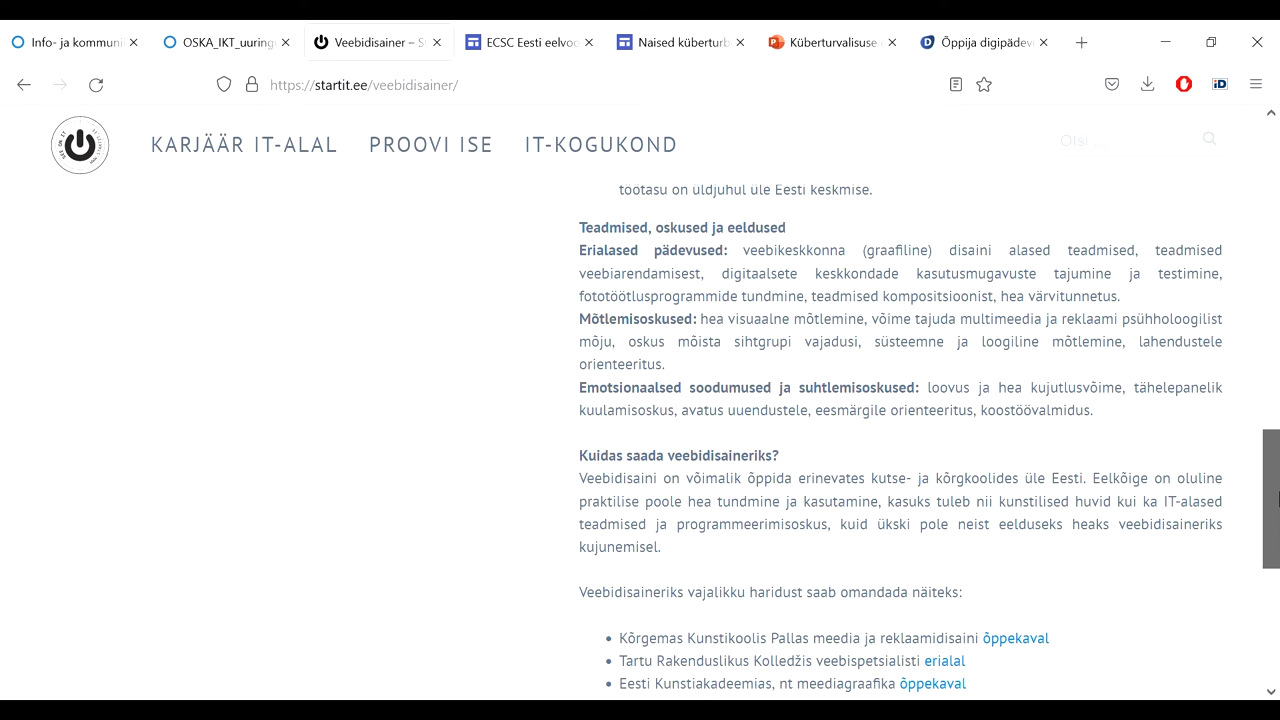 Info- ja kommuni
OSKA_IKT_uuring
Veebidisainer – S
ECSC Eesti eelvoo
Naised küberturb
Küberturvalisuse
Õppija digipädev
https://startit.ee/veebidisainer/
KARJÄÄR IT-ALAL PROOVI ISE IT-KOGUKOND
Otsi ...
töötasu on üldjuhul üle Eesti keskmise.
Teadmised, oskused ja eeldused
Erialased pädevused: veebikeskkonna (graafiline) disaini alased teadmised, teadmised
veebiarendamisest, digitaalsete keskkondade kasutusmugavuste tajumine ja testimine,
fototöötlusprogrammide tundmine, teadmised kompositsioonist, hea värvitunnetus.
Mõtlemisoskused: hea visuaalne mõtlemine, võime tajuda multimeedia ja reklaami psühholoogilist
mõju, oskus mõista sihtgrupi vajadusi, süsteemne ja loogiline mõtlemine, lahendustele
orienteeritus.
Emotsionaalsed soodumused ja suhtlemisoskused: loovus ja hea kujutlusvõime, tähelepanelik
kuulamisoskus, avatus uuendustele, eesmärgile orienteeritus, koostöövalmidus.
Kuidas saada veebidisaineriks?
Veebidisaini on võimalik õppida erinevates kutse- ja kõrgkoolides üle Eesti. Eelkõige on oluline
praktilise poole hea tundmine ja kasutamine, kasuks tuleb nii kunstilised huvid kui ka IT-alased
teadmised ja programmeerimisoskus, kuid ükski pole neist eelduseks heaks veebidisaineriks
kujunemisel.
Veebidisaineriks vajalikku haridust saab omandada näiteks:
• Kõrgemas Kunstikoolis Pallas meedia ja reklaamidisaini õppekaval
• Tartu Rakenduslikus Kolledžis veebispetsialisti erialal
• Eesti Kunstiakadeemias, nt meediagraafika õppekaval